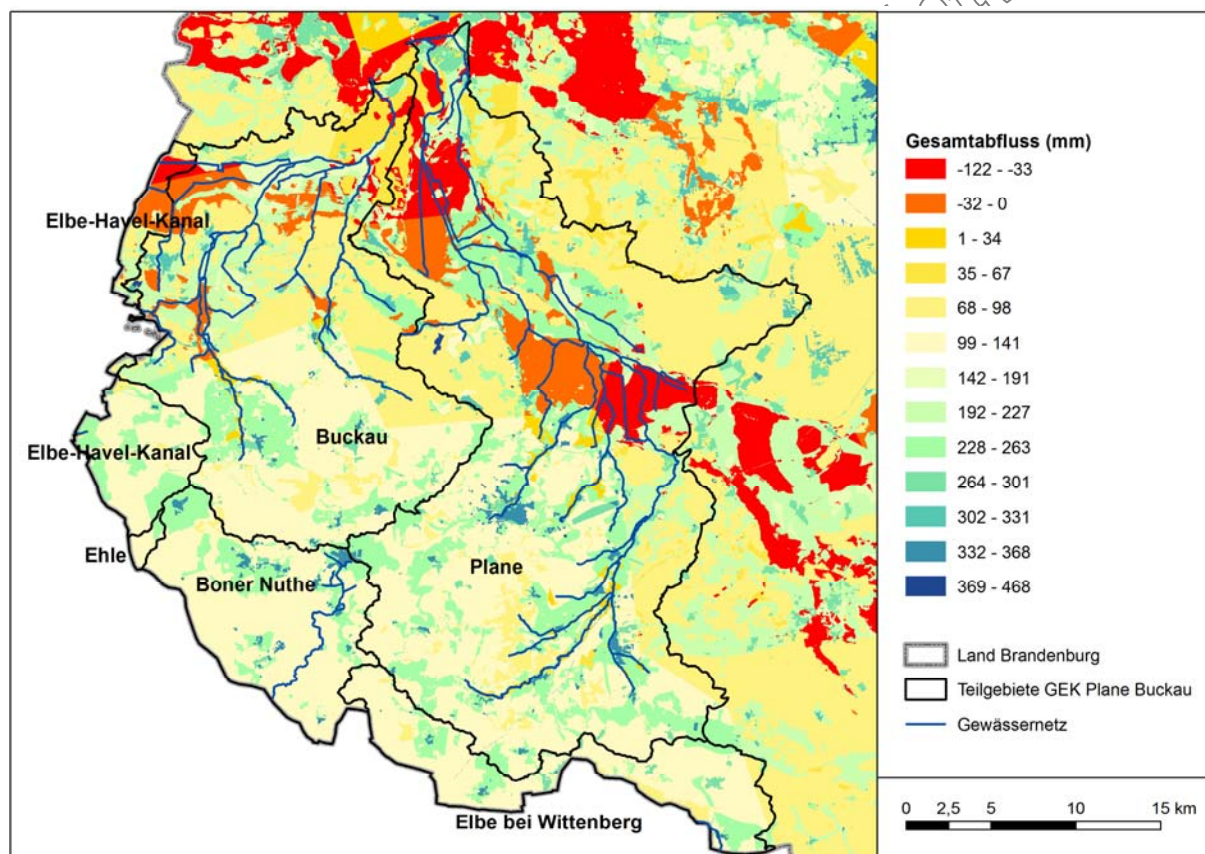 Elbe-Havel-Kanal
Elbe-Havel-Kanal
Buckau
Ehle
Boner Nuthe
Plane
Elbe bei Wittenberg
Gesamtabfluss (mm)
-122 - -33
-32 - 0
1 - 34
35 - 67
68 - 98
99 - 141
142 - 191
192 - 227
228 - 263
264 - 301
302 - 331
332 - 368
369 - 468
Land Brandenburg
Teilgebiete GEK Plane Buckau
Gewässernetz
0 2,5 5 10 15 km